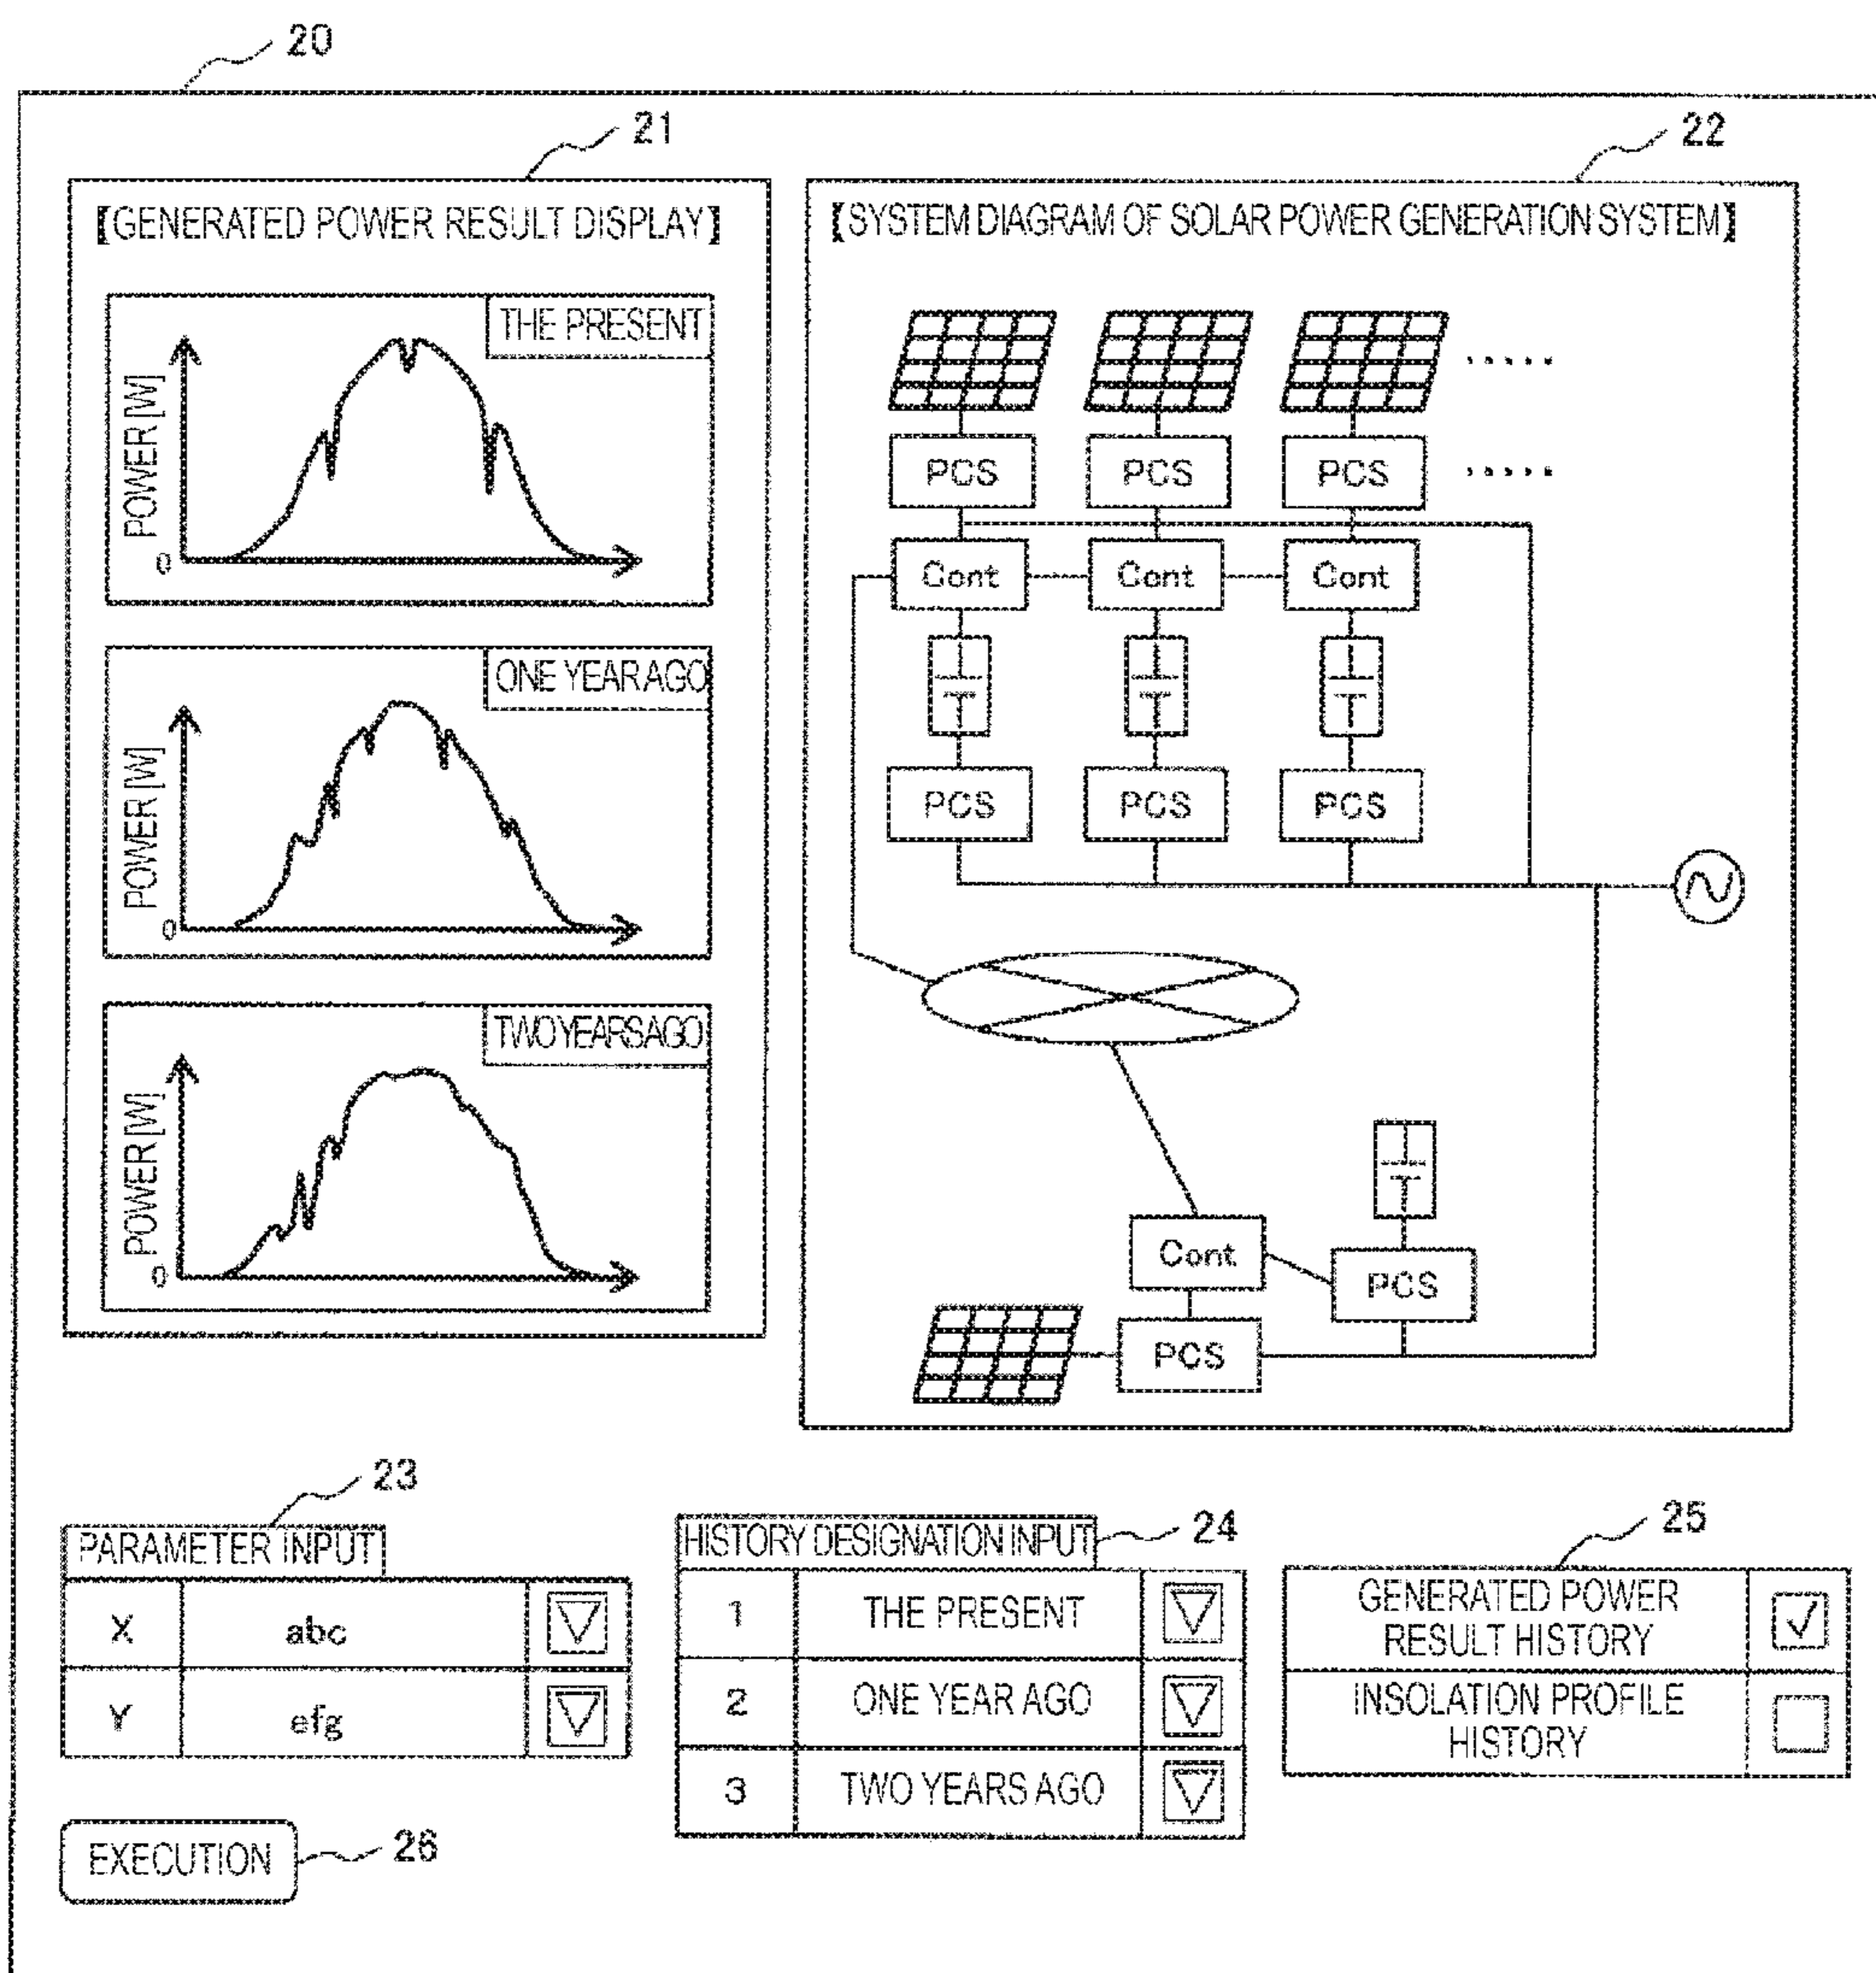 20
21
22
【GENERATED POWER RESULT DISPLAY】
THE PRESENT
POWER [W]
0
ONE YEAR AGO
POWER [W]
0
TWO YEARS AGO
POWER [W]
0
【SYSTEM DIAGRAM OF SOLAR POWER GENERATION SYSTEM】
.....
PCS PCS PCS .....
Cont Cont Cont
PCS PCS PCS
Cont
PCS
PCS
23
PARAMETER INPUT
X abc
Y efg
24
HISTORY DESIGNATION INPUT
1 THE PRESENT
2 ONE YEAR AGO
3 TWO YEARS AGO
25
GENERATED POWER
RESULT HISTORY
INSOLATION PROFILE
HISTORY
EXECUTION
26